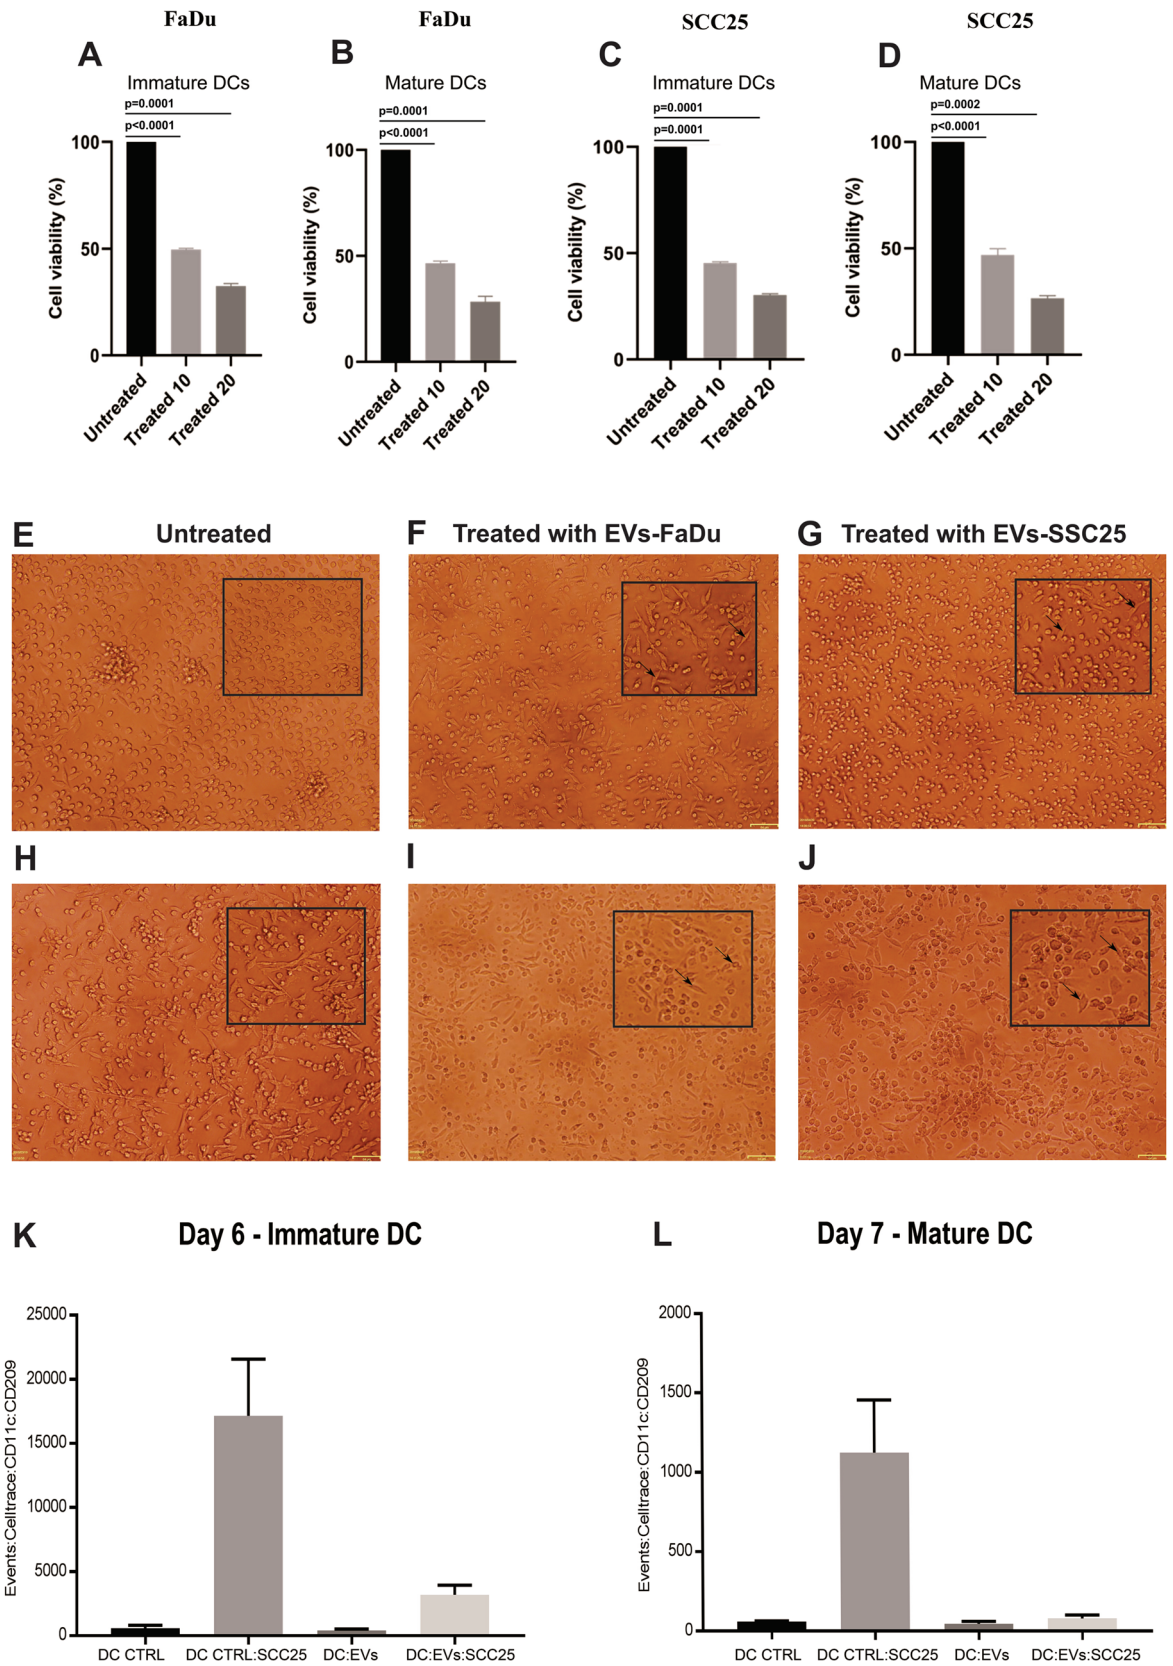 FaDu
FaDu
SCC25
SCC25
A
B
C
D
Immature DCs
Mature DCs
Immature DCs
Mature DCs
p=0.0001
p<0.0001
p=0.0001
p<0.0001
p=0.0001
p=0.0001
p=0.0002
p<0.0001
Cell viability (%)
100
50
0
Untreated
Treated 10
Treated 20
Cell viability (%)
100
50
0
Untreated
Treated 10
Treated 20
Cell viability (%)
100
50
0
Untreated
Treated 10
Treated 20
Cell viability (%)
100
50
0
Untreated
Treated 10
Treated 20
E
Untreated
F
Treated with EVs-FaDu
G
Treated with EVs-SSC25
H
I
J
K
Day 6 - Immature DC
Events:Celltrace:CD11c:CD209
25000
20000
15000
10000
5000
0
DC CTRL
DC CTRL:SCC25
DC:EVs
DC:EVs:SCC25
L
Day 7 - Mature DC
Events:Celltrace:CD11c:CD209
2000
1500
1000
500
0
DC CTRL
DC CTRL:SCC25
DC:EVs
DC:EVs:SCC25